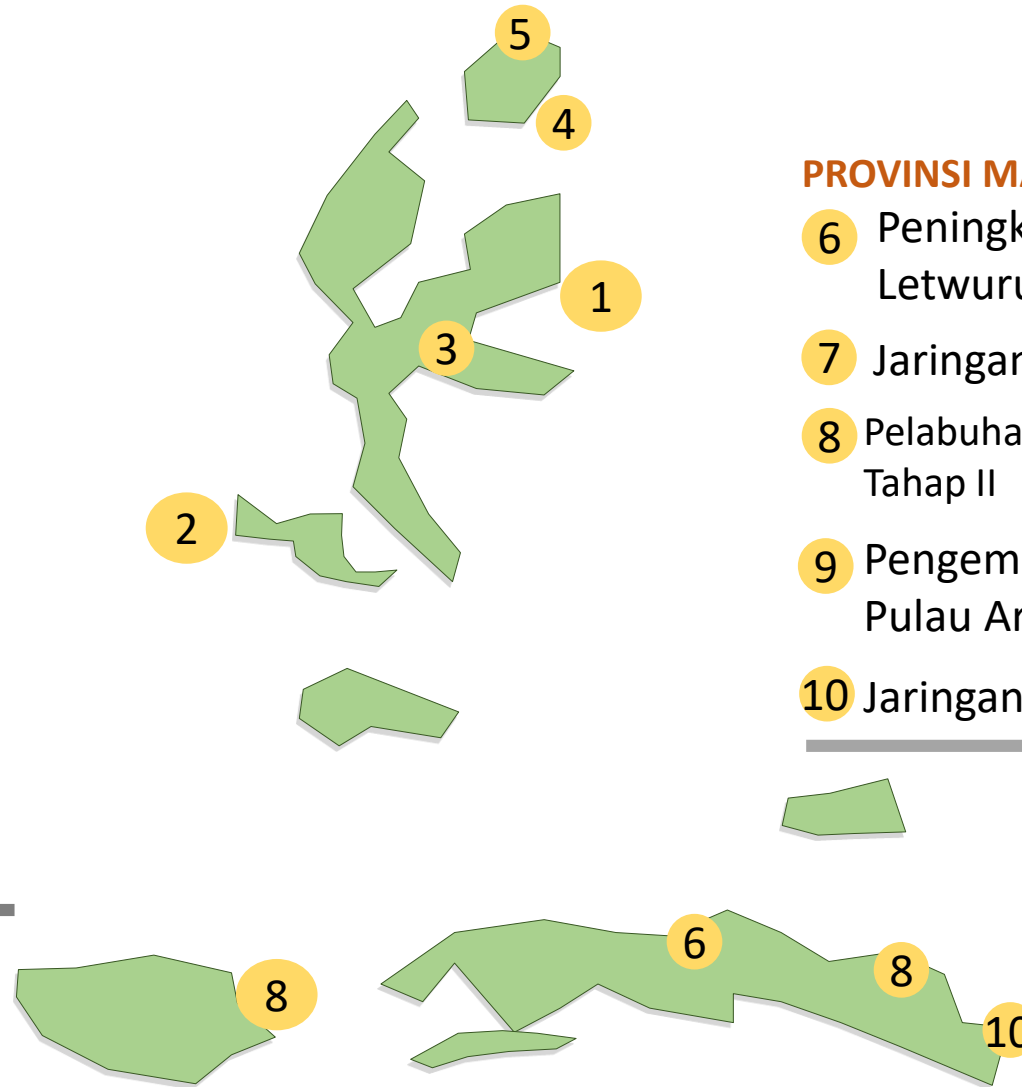 5
4
PROVINSI MA
6 Peningk
Letwuru
1
3
7 Jaringan
8 Pelabuha
Tahap II
2
9 Pengem
Pulau Ar
10 Jaringan
6
8
8
10